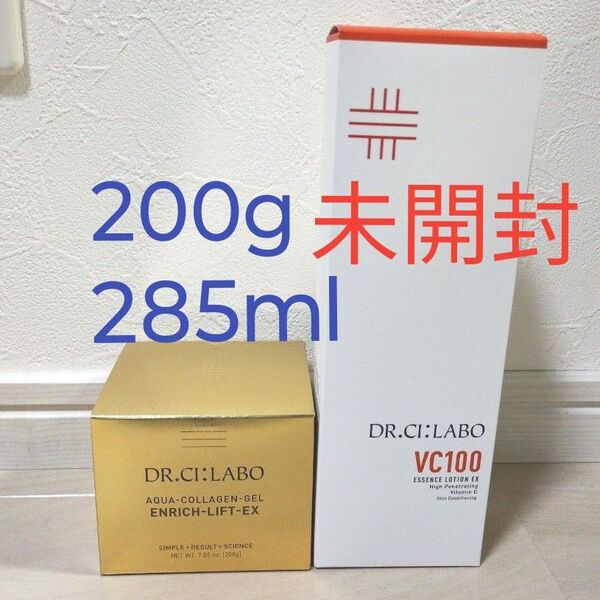 200g 未開封
285ml
DR.CI:LABO
AQUA-COLLAGEN-GEL
ENRICH-LIFT-EX
SIMPLE + RESULT + SCIENCE
NET WT. 7.05 oz. (200g)
DR.CI:LABO
VC100
ESSENCE LOTION EX
High Penetrating
Vitamin C
Skin Conditioning